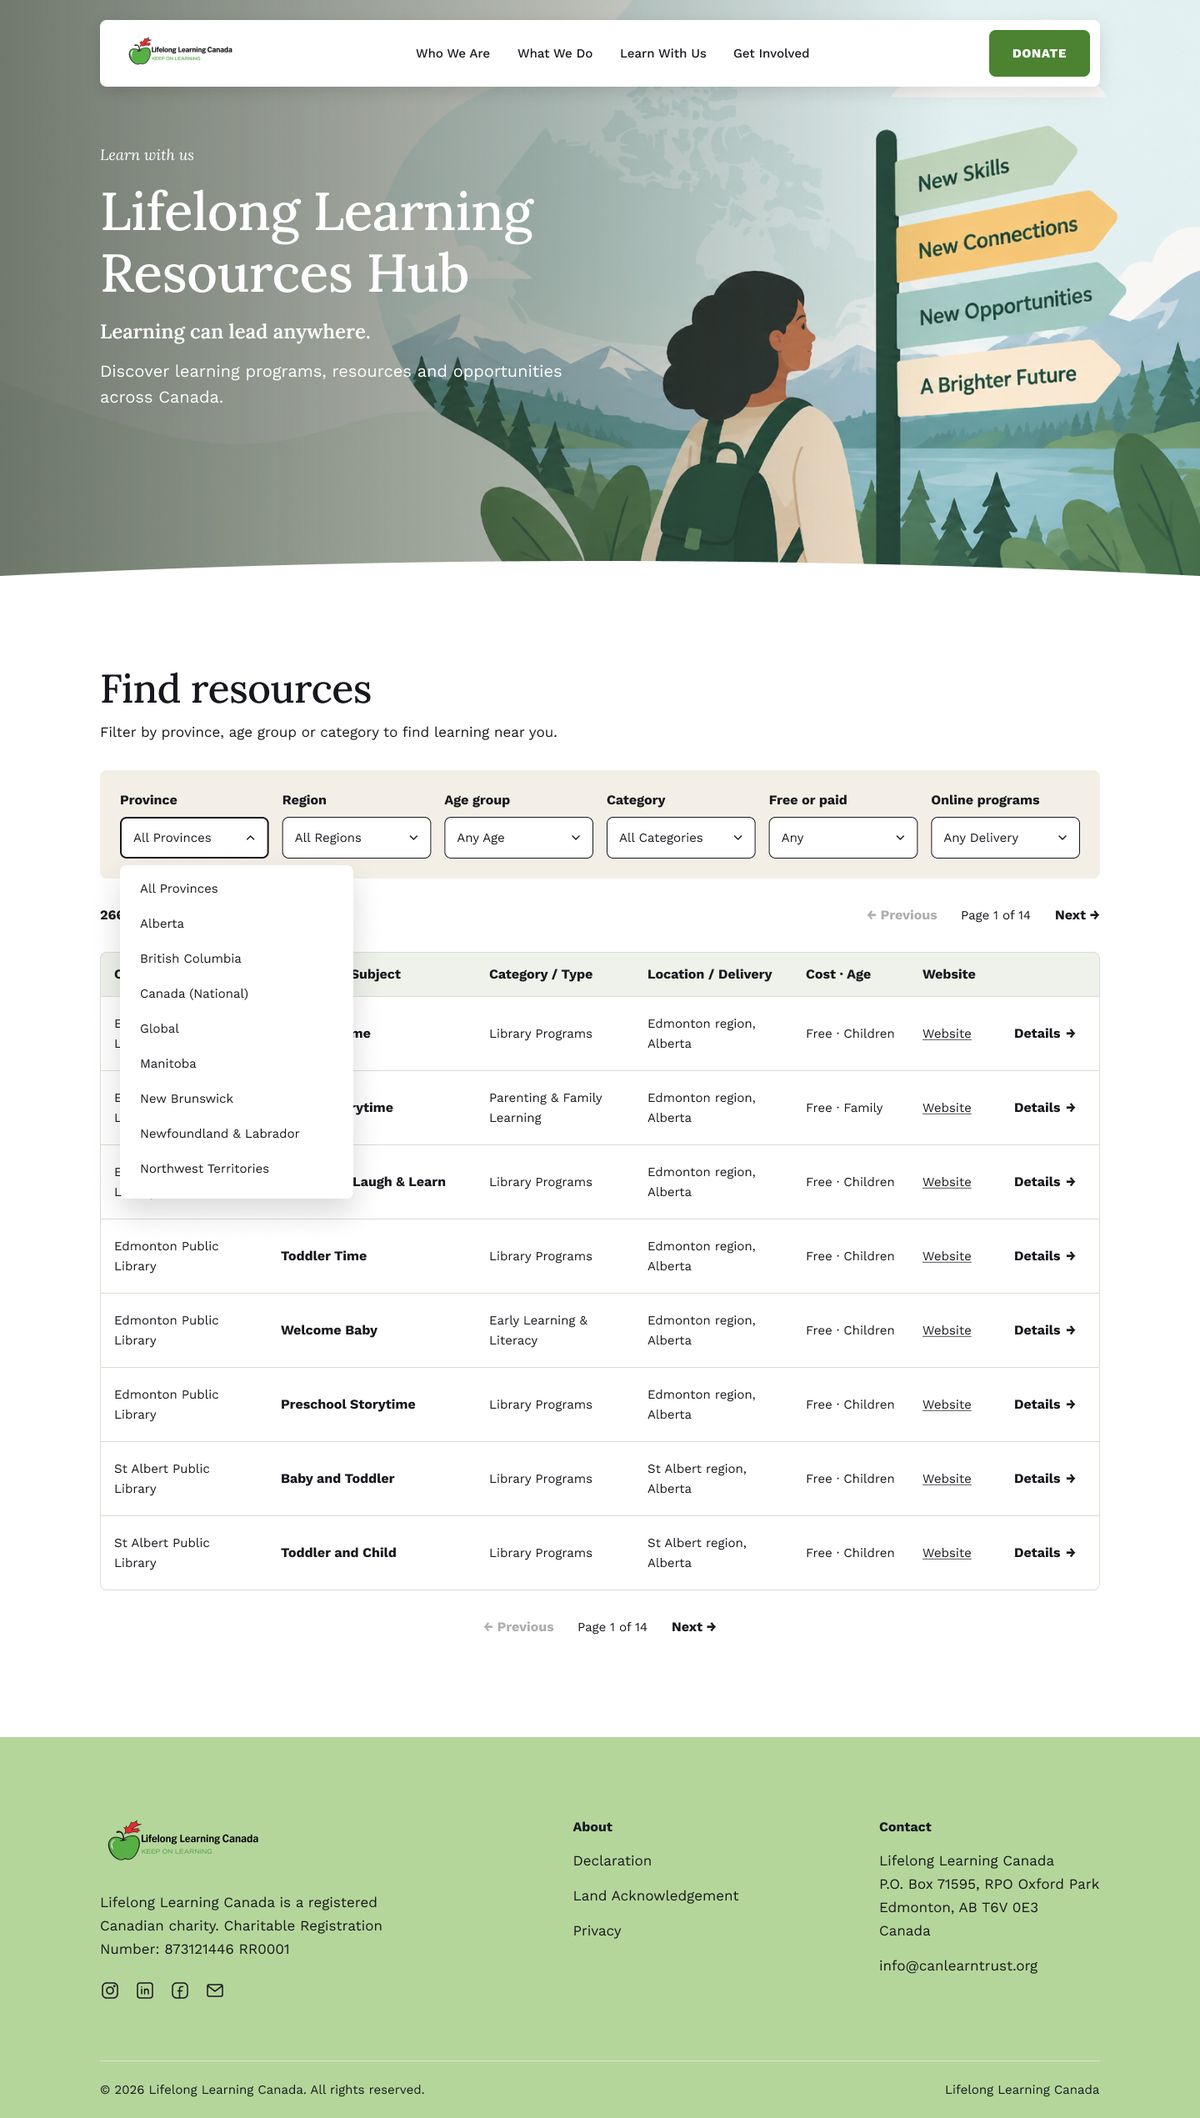 Lifelong Learning Canada
KEEP ON LEARNING
Who We Are
What We Do
Learn With Us
Get Involved
DONATE
Learn with us
Lifelong Learning
Resources Hub
Learning can lead anywhere.
Discover learning programs, resources and opportunities
across Canada.
New Skills
New Connections
New Opportunities
A Brighter Future
Find resources
Filter by province, age group or category to find learning near you.
Province
Region
Age group
Category
Free or paid
Online programs
All Provinces
All Regions
Any Age
All Categories
Any
Any Delivery
All Provinces
Alberta
British Columbia
Canada (National)
Global
Manitoba
New Brunswick
Newfoundland & Labrador
Northwest Territories
← Previous
Page 1 of 14
Next →
Subject
Category / Type
Location / Delivery
Cost · Age
Website
Library Programs
Edmonton region,
Alberta
Free · Children
Website
Details →
Parenting & Family
Learning
Edmonton region,
Alberta
Free · Family
Website
Details →
Laugh & Learn
Library Programs
Edmonton region,
Alberta
Free · Children
Website
Details →
Edmonton Public
Library
Toddler Time
Library Programs
Edmonton region,
Alberta
Free · Children
Website
Details →
Edmonton Public
Library
Welcome Baby
Early Learning &
Literacy
Edmonton region,
Alberta
Free · Children
Website
Details →
Edmonton Public
Library
Preschool Storytime
Library Programs
Edmonton region,
Alberta
Free · Children
Website
Details →
St Albert Public
Library
Baby and Toddler
Library Programs
St Albert region,
Alberta
Free · Children
Website
Details →
St Albert Public
Library
Toddler and Child
Library Programs
St Albert region,
Alberta
Free · Children
Website
Details →
← Previous
Page 1 of 14
Next →
Lifelong Learning Canada
KEEP ON LEARNING
Lifelong Learning Canada is a registered
Canadian charity. Charitable Registration
Number: 873121446 RR0001
About
Declaration
Land Acknowledgement
Privacy
Contact
Lifelong Learning Canada
P.O. Box 71595, RPO Oxford Park
Edmonton, AB T6V 0E3
Canada
info@canlearntrust.org
© 2026 Lifelong Learning Canada. All rights reserved.
Lifelong Learning Canada